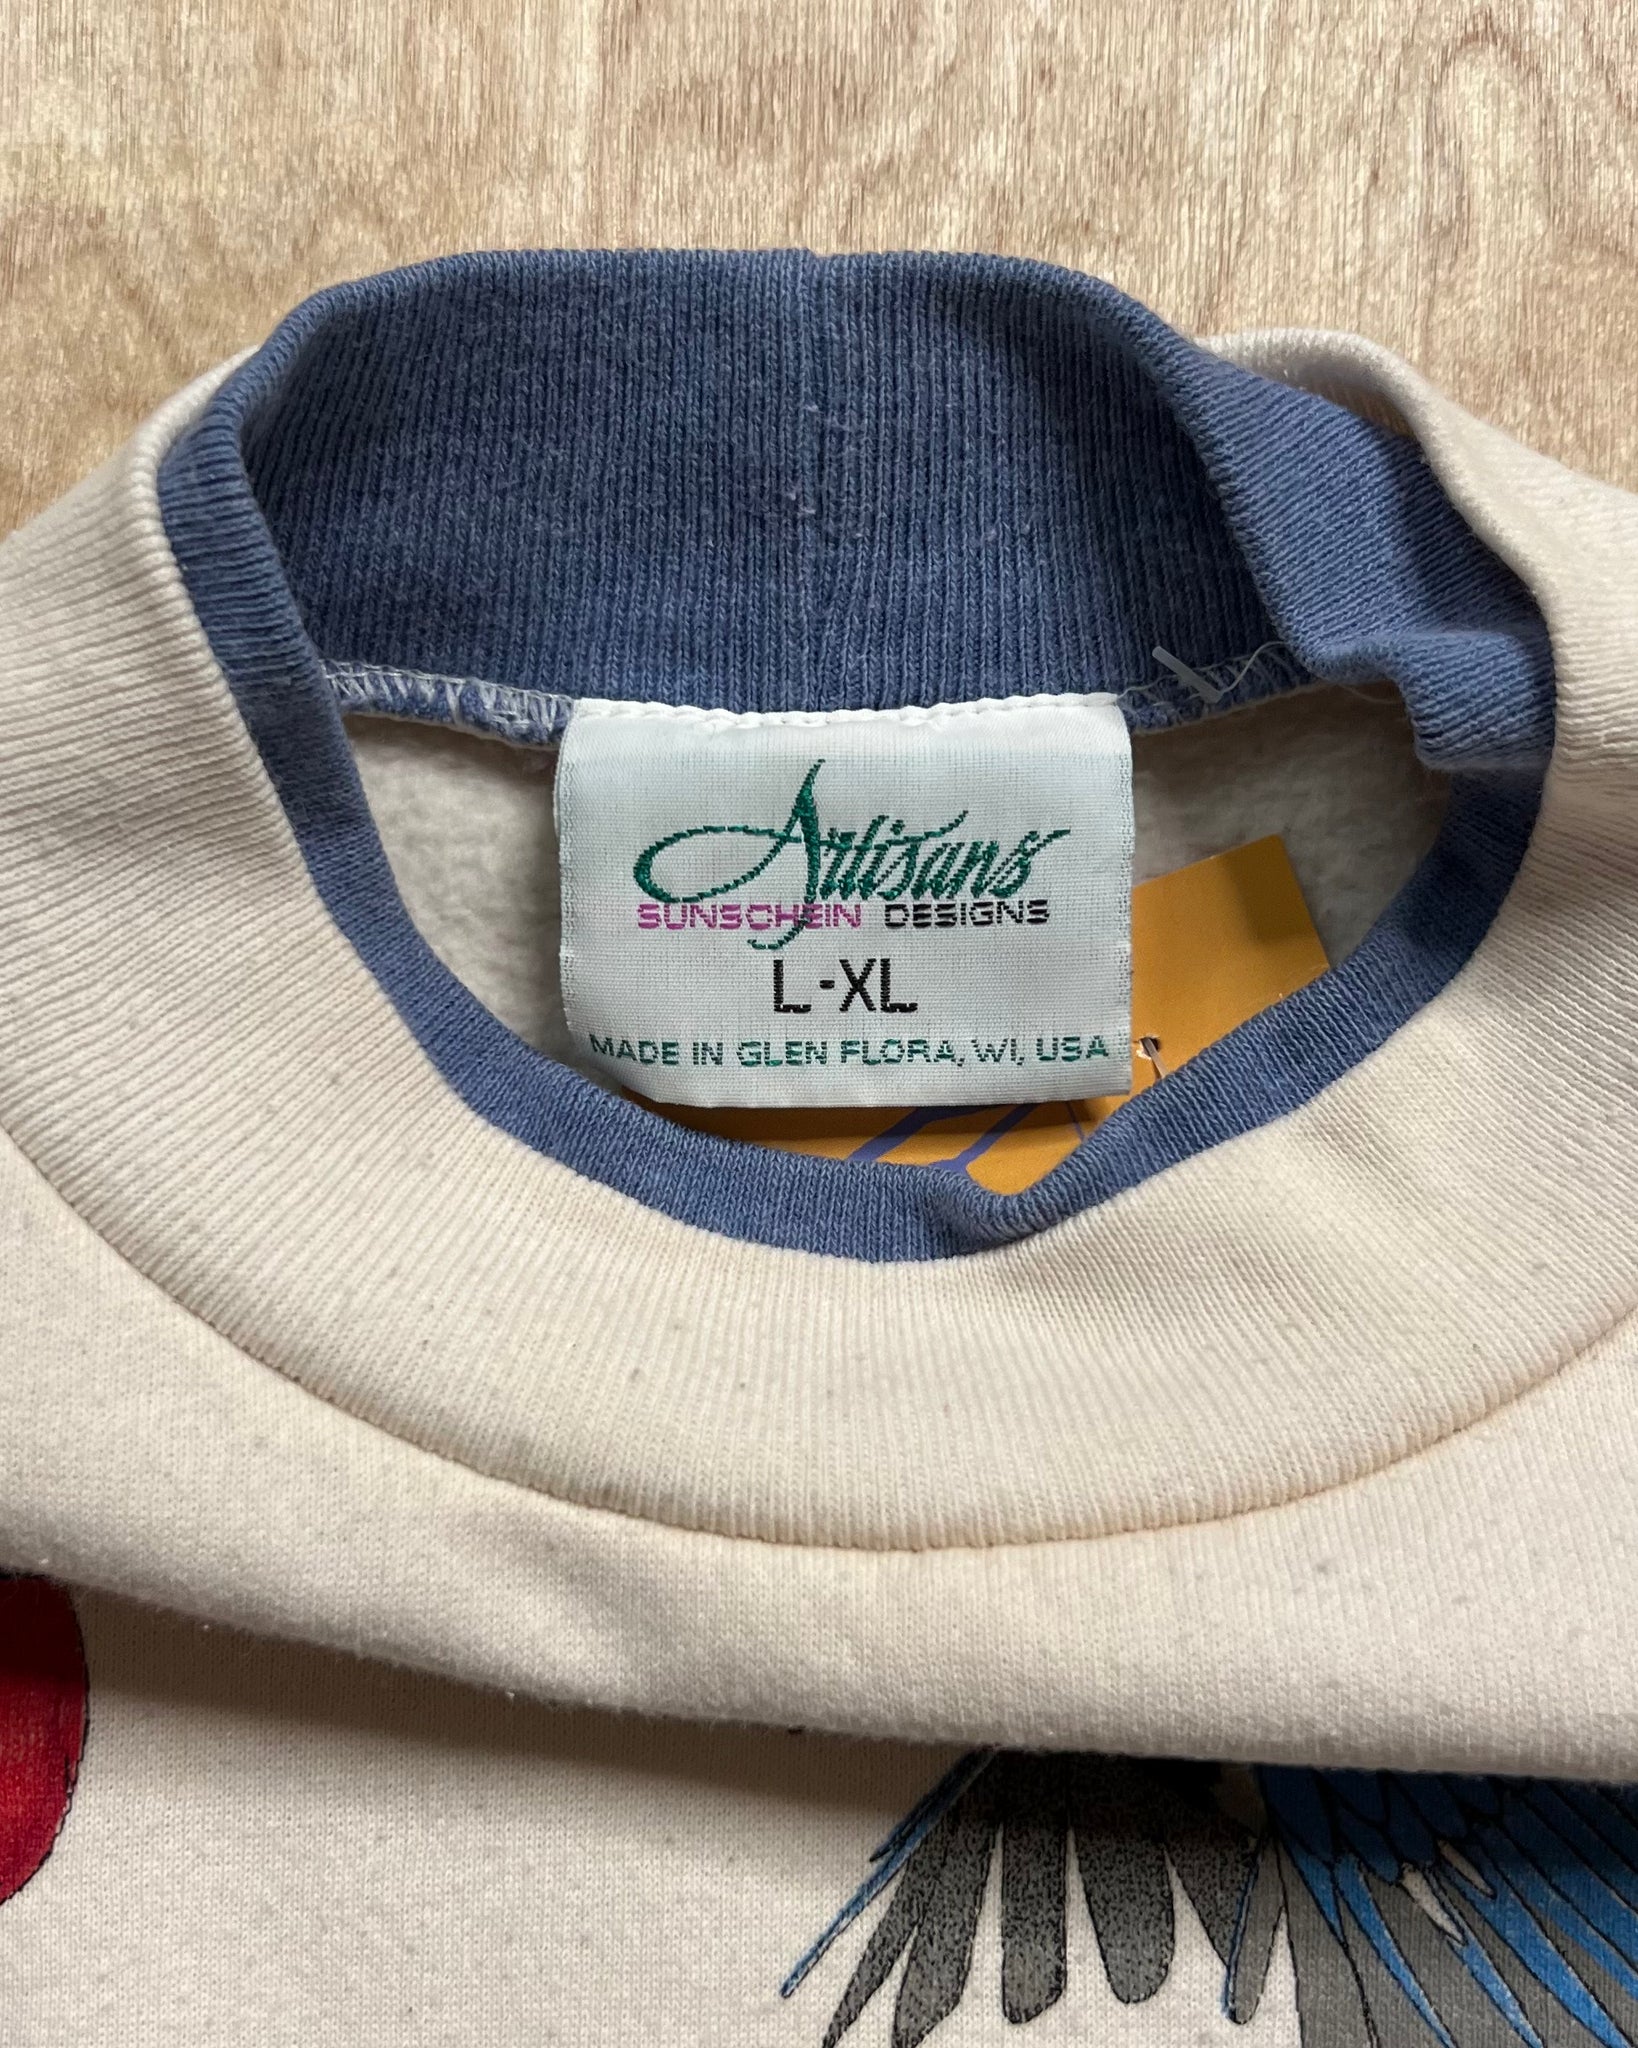 Artisans
SUNSCHEIN DESIGNS
L-XL
MADE IN GLEN FLORA, WI, USA